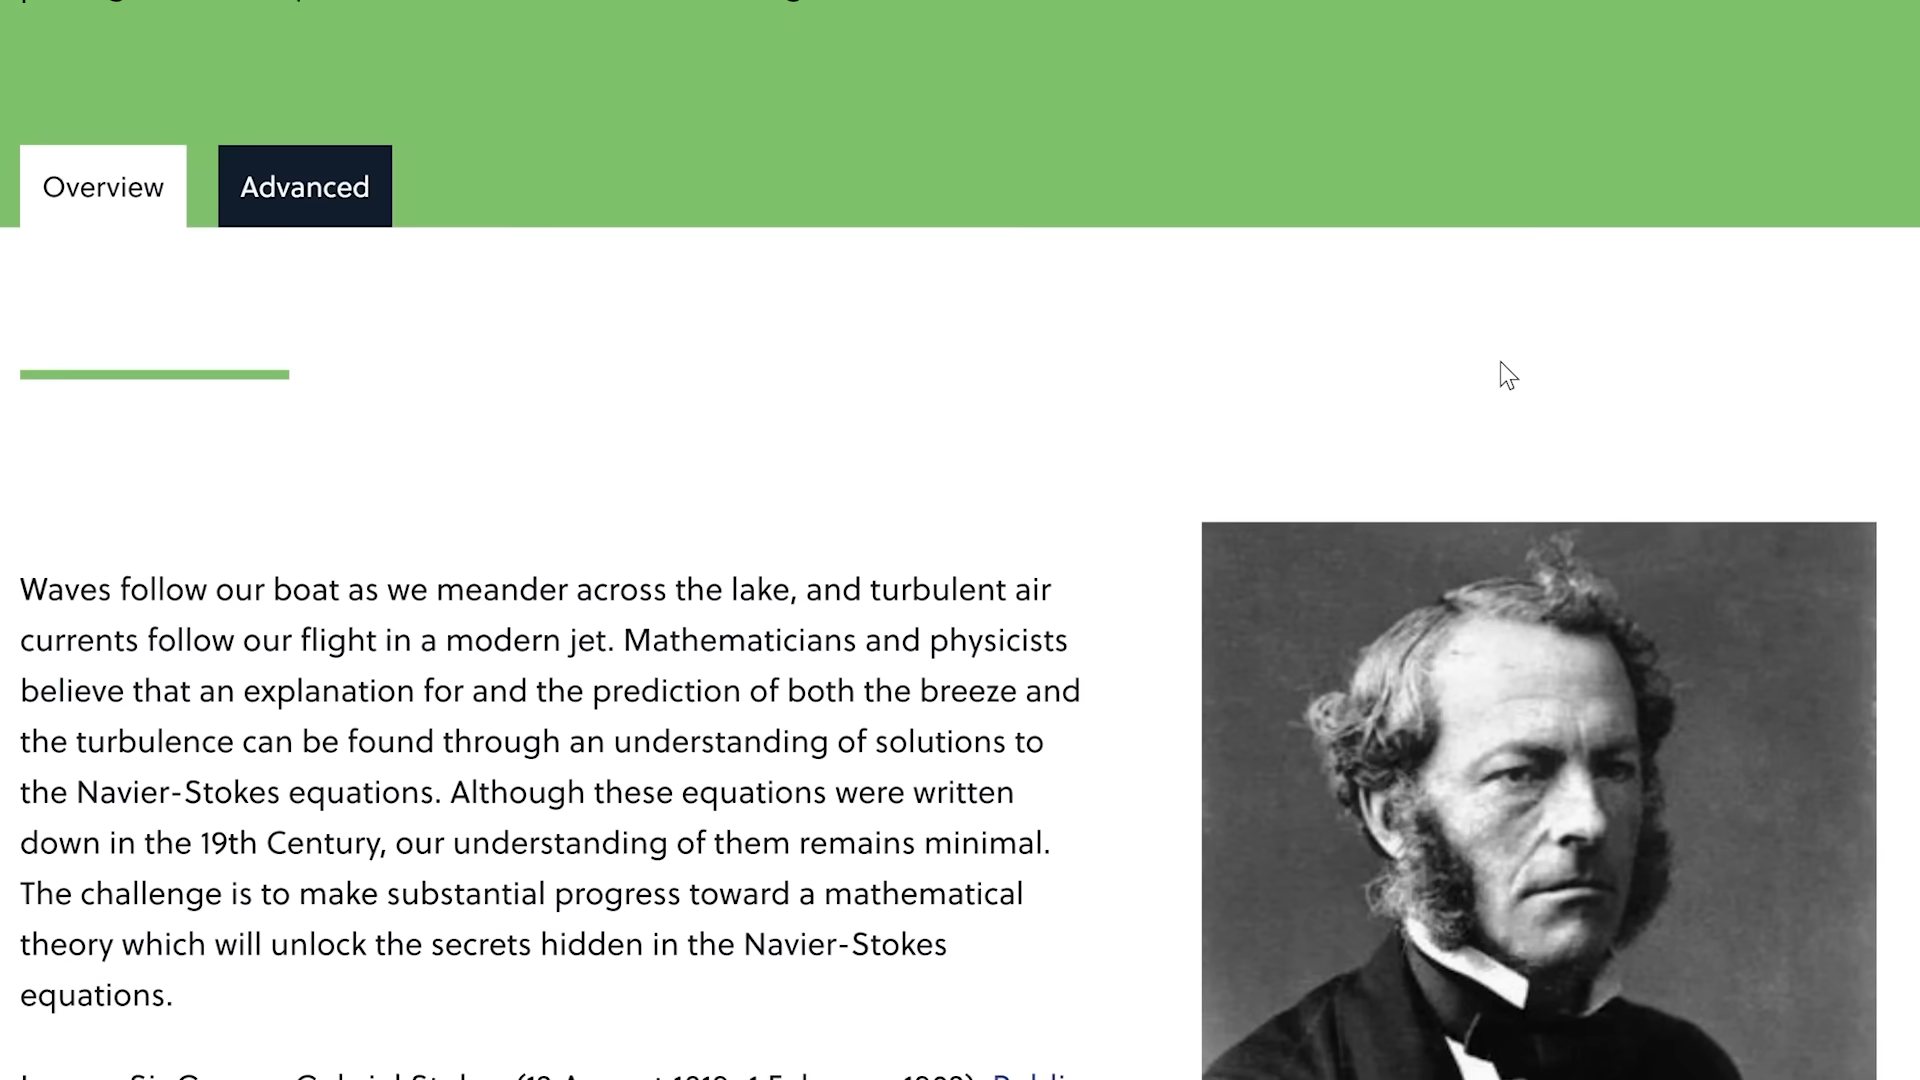 Overview
Advanced
Waves follow our boat as we meander across the lake, and turbulent air
currents follow our flight in a modern jet. Mathematicians and physicists
believe that an explanation for and the prediction of both the breeze and
the turbulence can be found through an understanding of solutions to
the Navier-Stokes equations. Although these equations were written
down in the 19th Century, our understanding of them remains minimal.
The challenge is to make substantial progress toward a mathematical
theory which will unlock the secrets hidden in the Navier-Stokes
equations.